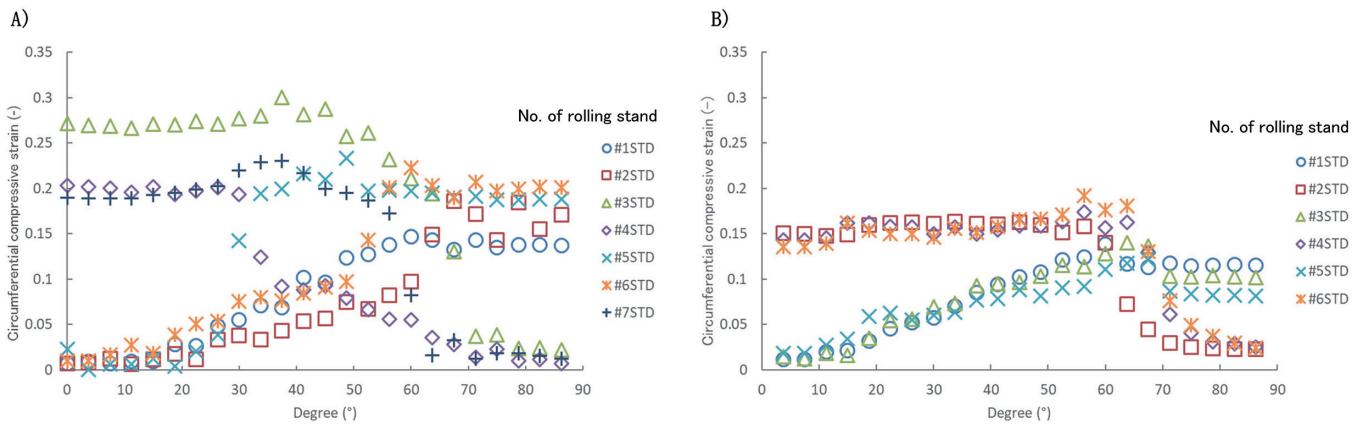 A)
0.35
0.3
0.25
0.2
0.15
0.1
0.05
0
Circumferential compressive strain (-)
0 10 20 30 40 50 60 70 80 90
Degree (°)
No. of rolling stand
#1STD
#2STD
#3STD
#4STD
#5STD
#6STD
#7STD
B)
0.35
0.3
0.25
0.2
0.15
0.1
0.05
0
Circumferential compressive strain (−)
0 10 20 30 40 50 60 70 80 90
Degree (°)
No. of rolling stand
#1STD
#2STD
#3STD
#4STD
#5STD
#6STD